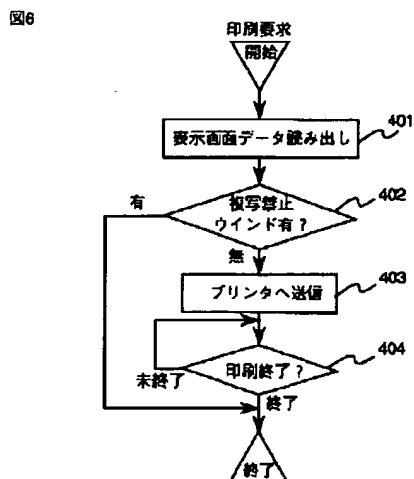 図6
印刷要求
開始
表示画面データ読み出し
401
複写禁止
ウインド有?
402
有
無
プリンタへ送信
403
印刷終了?
404
未終了
終了
終了